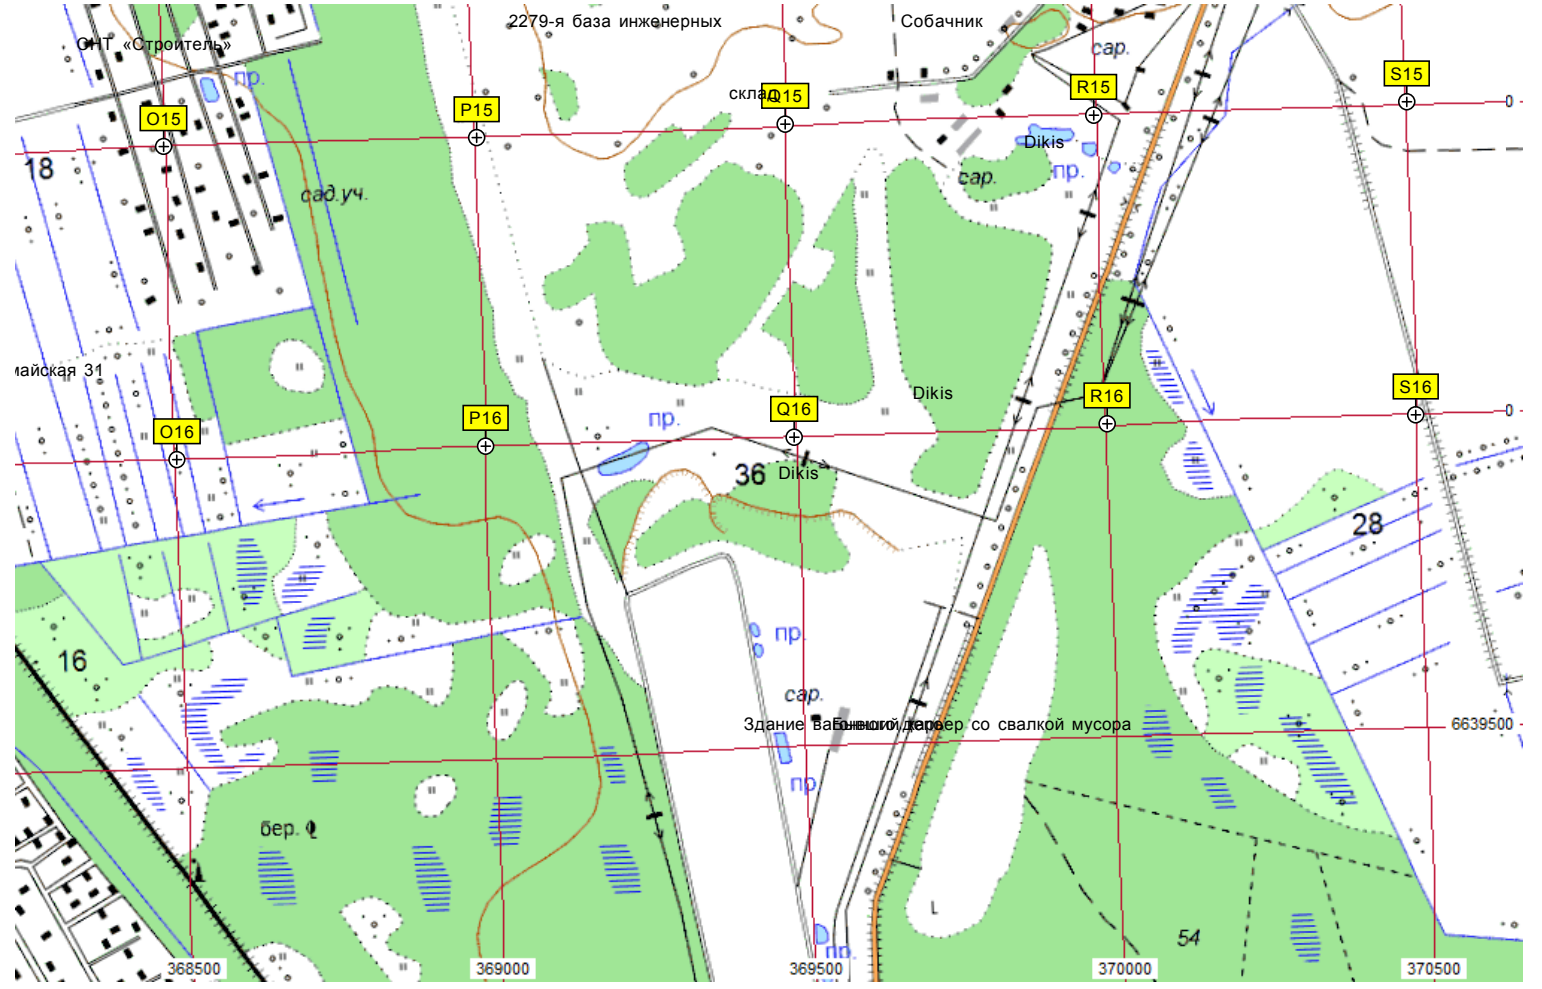 2279-я база инженерных
Собачник
СНТ «Строитель»
сар.
пр.
S15
R15
склад
Q15
0
P15
O15
Dikis
18
пр.
сар.
сад.уч.
майская 31
S16
R16
Dikis
Q16
0
P16
пр.
O16
36
Dikis
28
пр.
16
сар.
6639500
Здание
карьер со свалкой мусора
пр.
бер.
54
пр.
368500
369000
369500
370000
370500